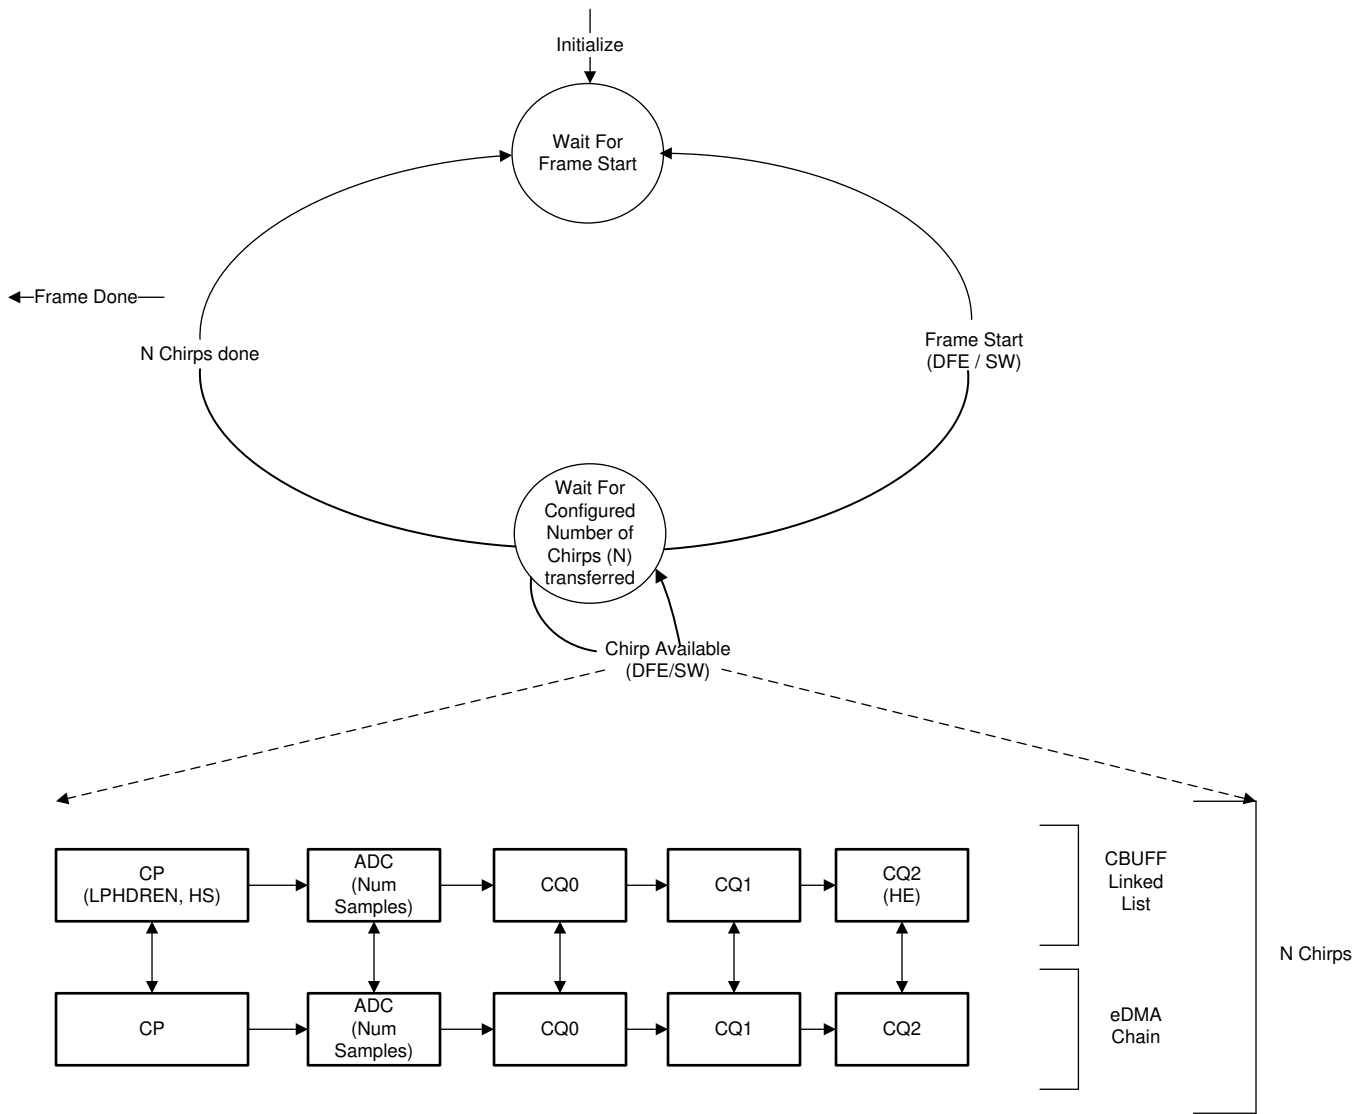 Initialize
Wait For
Frame Start
Frame Done
N Chirps done
Frame Start
(DFE / SW)
Wait For
Configured
Number of
Chirps (N)
transferred
Chirp Available
(DFE/SW)
CP
(LPHDREN, HS)
ADC
(Num
Samples)
CQ0
CQ1
CQ2
(HE)
CBUFF
Linked
List
N Chirps
CP
ADC
(Num
Samples)
CQ0
CQ1
CQ2
eDMA
Chain